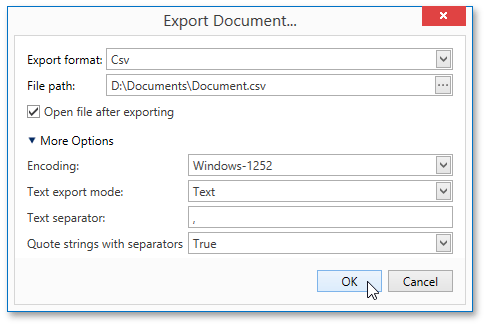 Export Document...
Export format: Csv
File path: D:\Documents\Document.csv ...
Open file after exporting
More Options
Encoding: Windows-1252
Text export mode: Text
Text separator: ,
Quote strings with separators True
OK Cancel